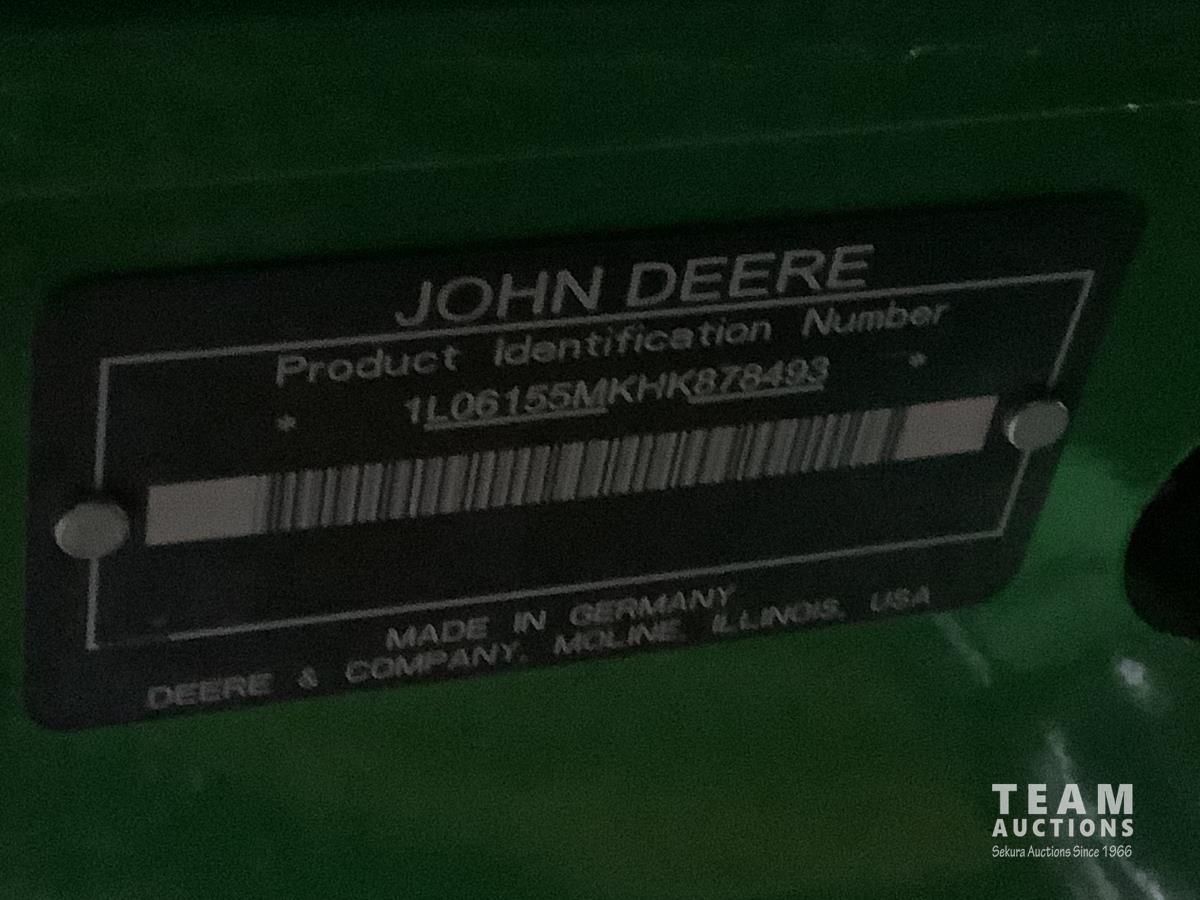 JOHN DEERE
Product Identification Number
* 1L06155MKHK878493 *
MADE IN GERMANY
DEERE & COMPANY, MOLINE, ILLINOIS, USA
TEAM
AUCTIONS
Sekura Auctions Since 1966